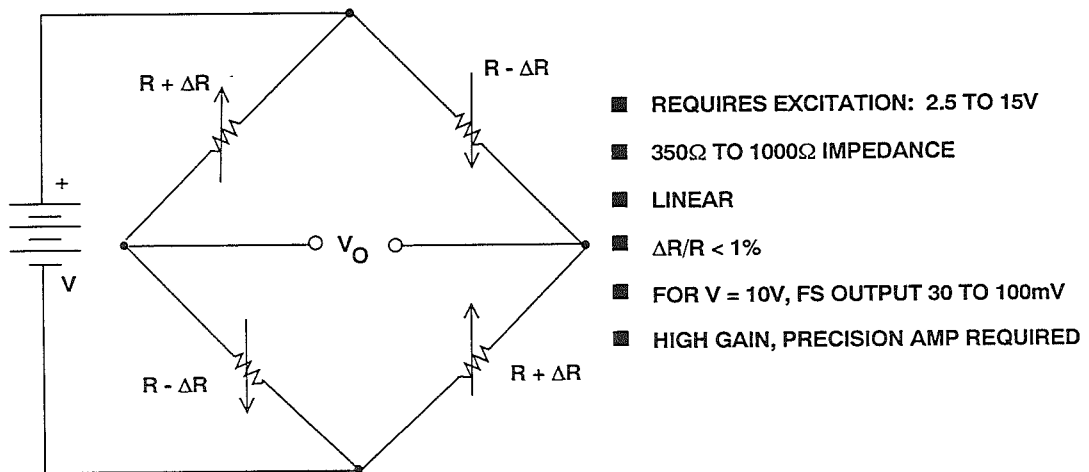 R + ΔR
R - ΔR
+
V
V_O
R - ΔR
R + ΔR
■ REQUIRES EXCITATION: 2.5 TO 15V
■ 350Ω TO 1000Ω IMPEDANCE
■ LINEAR
■ ΔR/R < 1%
■ FOR V = 10V, FS OUTPUT 30 TO 100mV
■ HIGH GAIN, PRECISION AMP REQUIRED